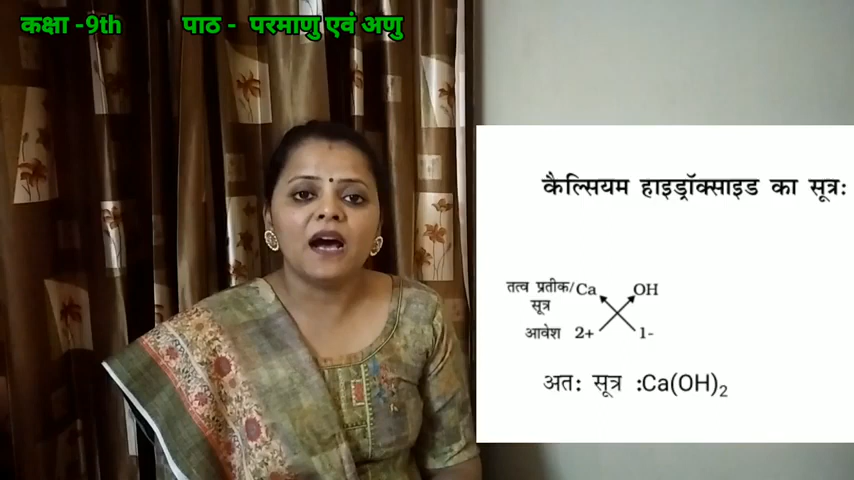 कक्षा -9th पाठ - परमाणु एवं अणु
कैल्सियम हाइड्रॉक्साइड का सूत्र:
तत्व प्रतीक/ Ca OH
सूत्र
आवेश 2+ 1-
अत: सूत्र :Ca(OH)₂